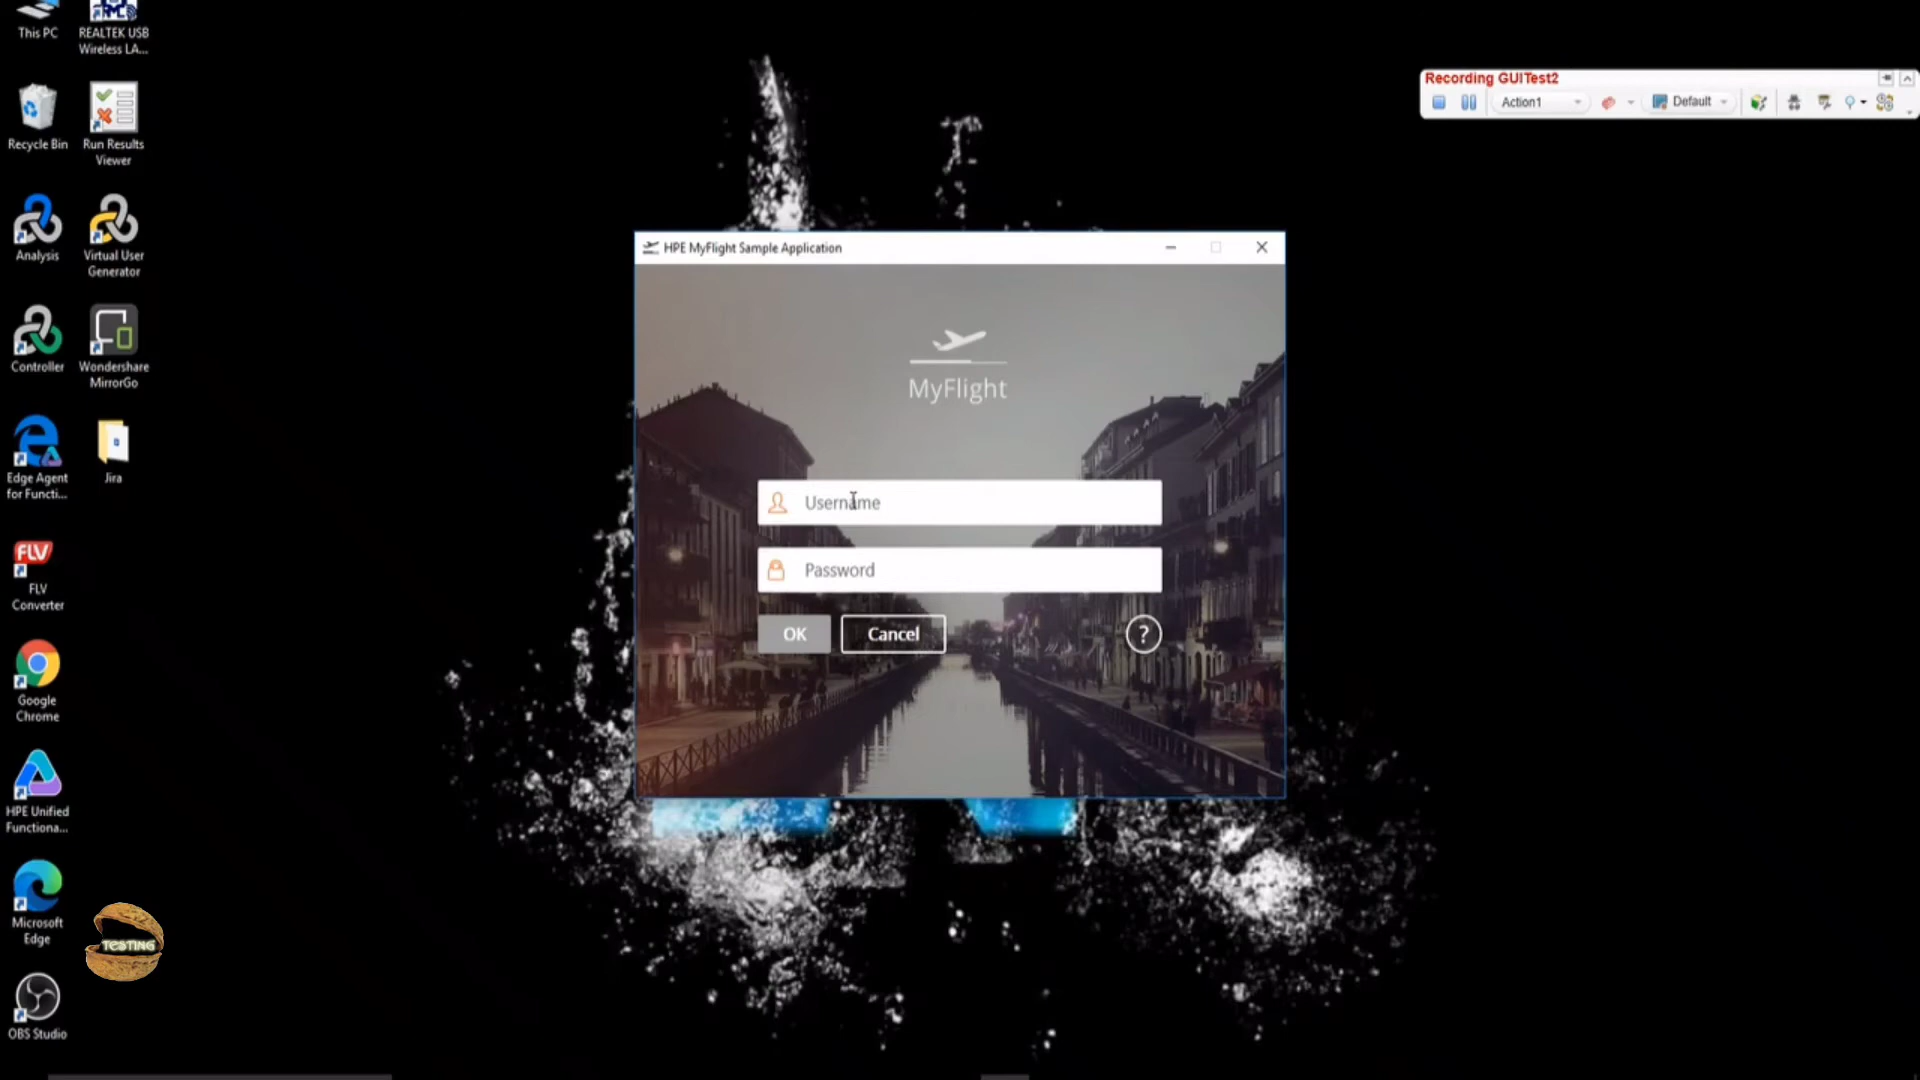 This PC
REALTEK USB
Wireless LA...
Recycle Bin
Run Results
Viewer
Analysis
Virtual User
Generator
Controller
Wondershare
MirrorGo
Edge Agent
for Functi...
Jira
FLV
FLV
Converter
Google
Chrome
HPE Unified
Functiona...
Microsoft
Edge
TESTING
OBS Studio
Recording GUITest2
Action1
Default
HPE MyFlight Sample Application
MyFlight
Username
Password
OK
Cancel
?